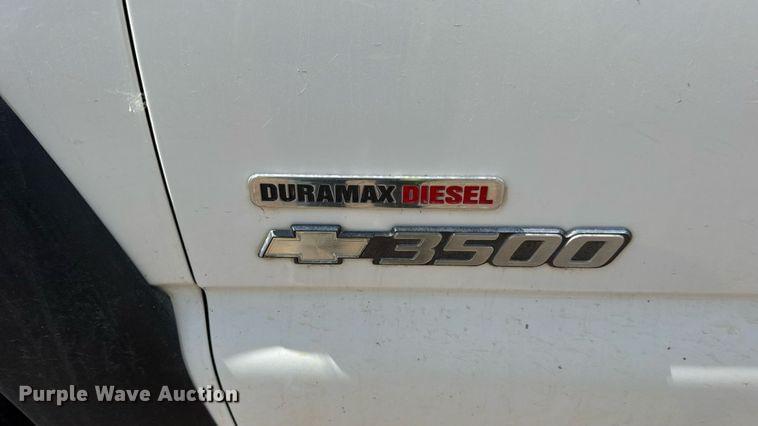 DURAMAX DIESEL
3500
Purple Wave Auction